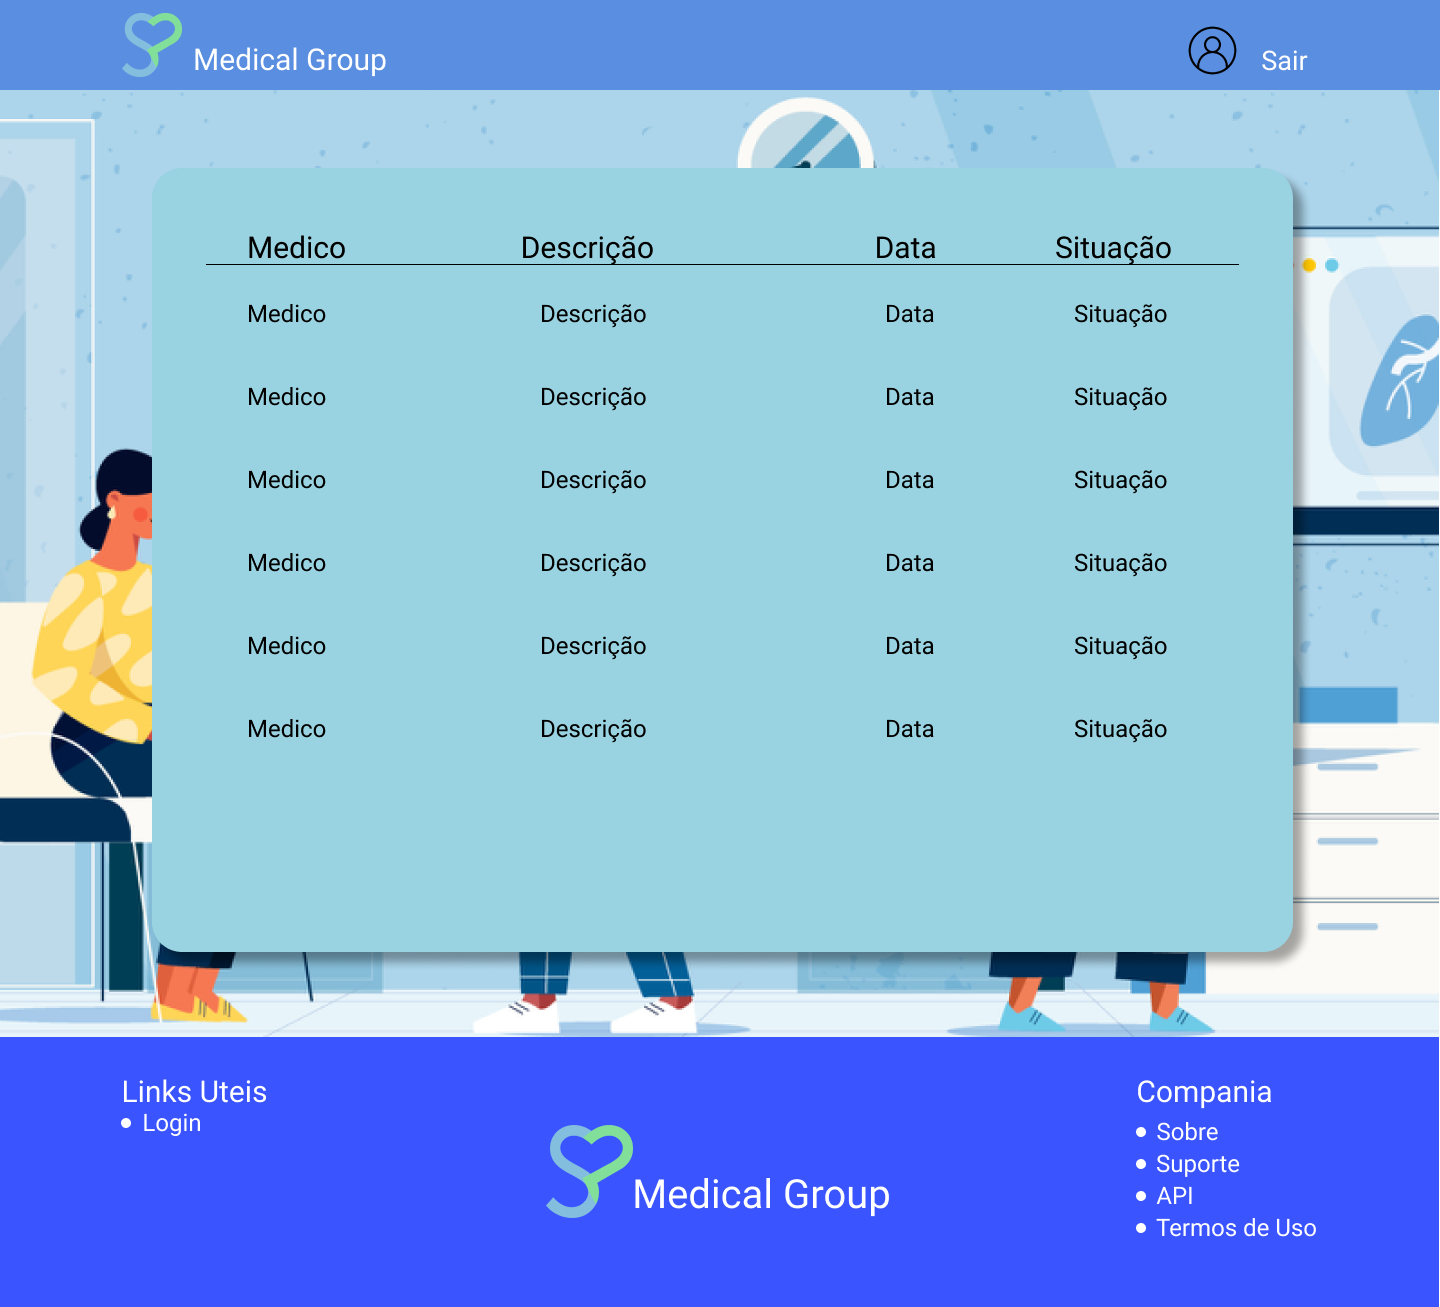 Medical Group
Sair
Medico Descrição Data Situação
Medico Descrição Data Situação
Medico Descrição Data Situação
Medico Descrição Data Situação
Medico Descrição Data Situação
Medico Descrição Data Situação
Medico Descrição Data Situação
Links Uteis
Login
Medical Group
Compania
Sobre
Suporte
API
Termos de Uso